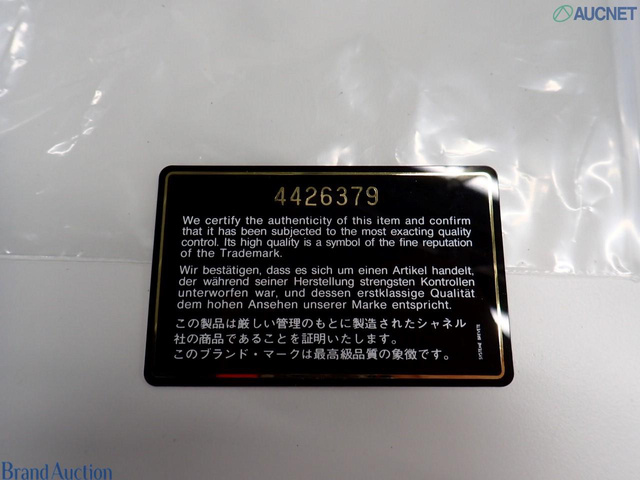 AUCNET
4426379
We certify the authenticity of this item and confirm
that it has been subjected to the most exacting quality
control. Its high quality is a symbol of the fine reputation
of the Trademark.
Wir bestätigen, dass es sich um einen Artikel handelt,
der während seiner Herstellung strengsten Kontrollen
unterworfen war, und dessen erstklassige Qualität
dem hohen Ansehen unserer Marke entspricht.
この製品は厳しい管理のもとに製造されたシャネル
社の商品であることを証明いたします。
このブランド・マークは最高級品質の象徴です。
SYSTEME BREVETE
Brand Auction